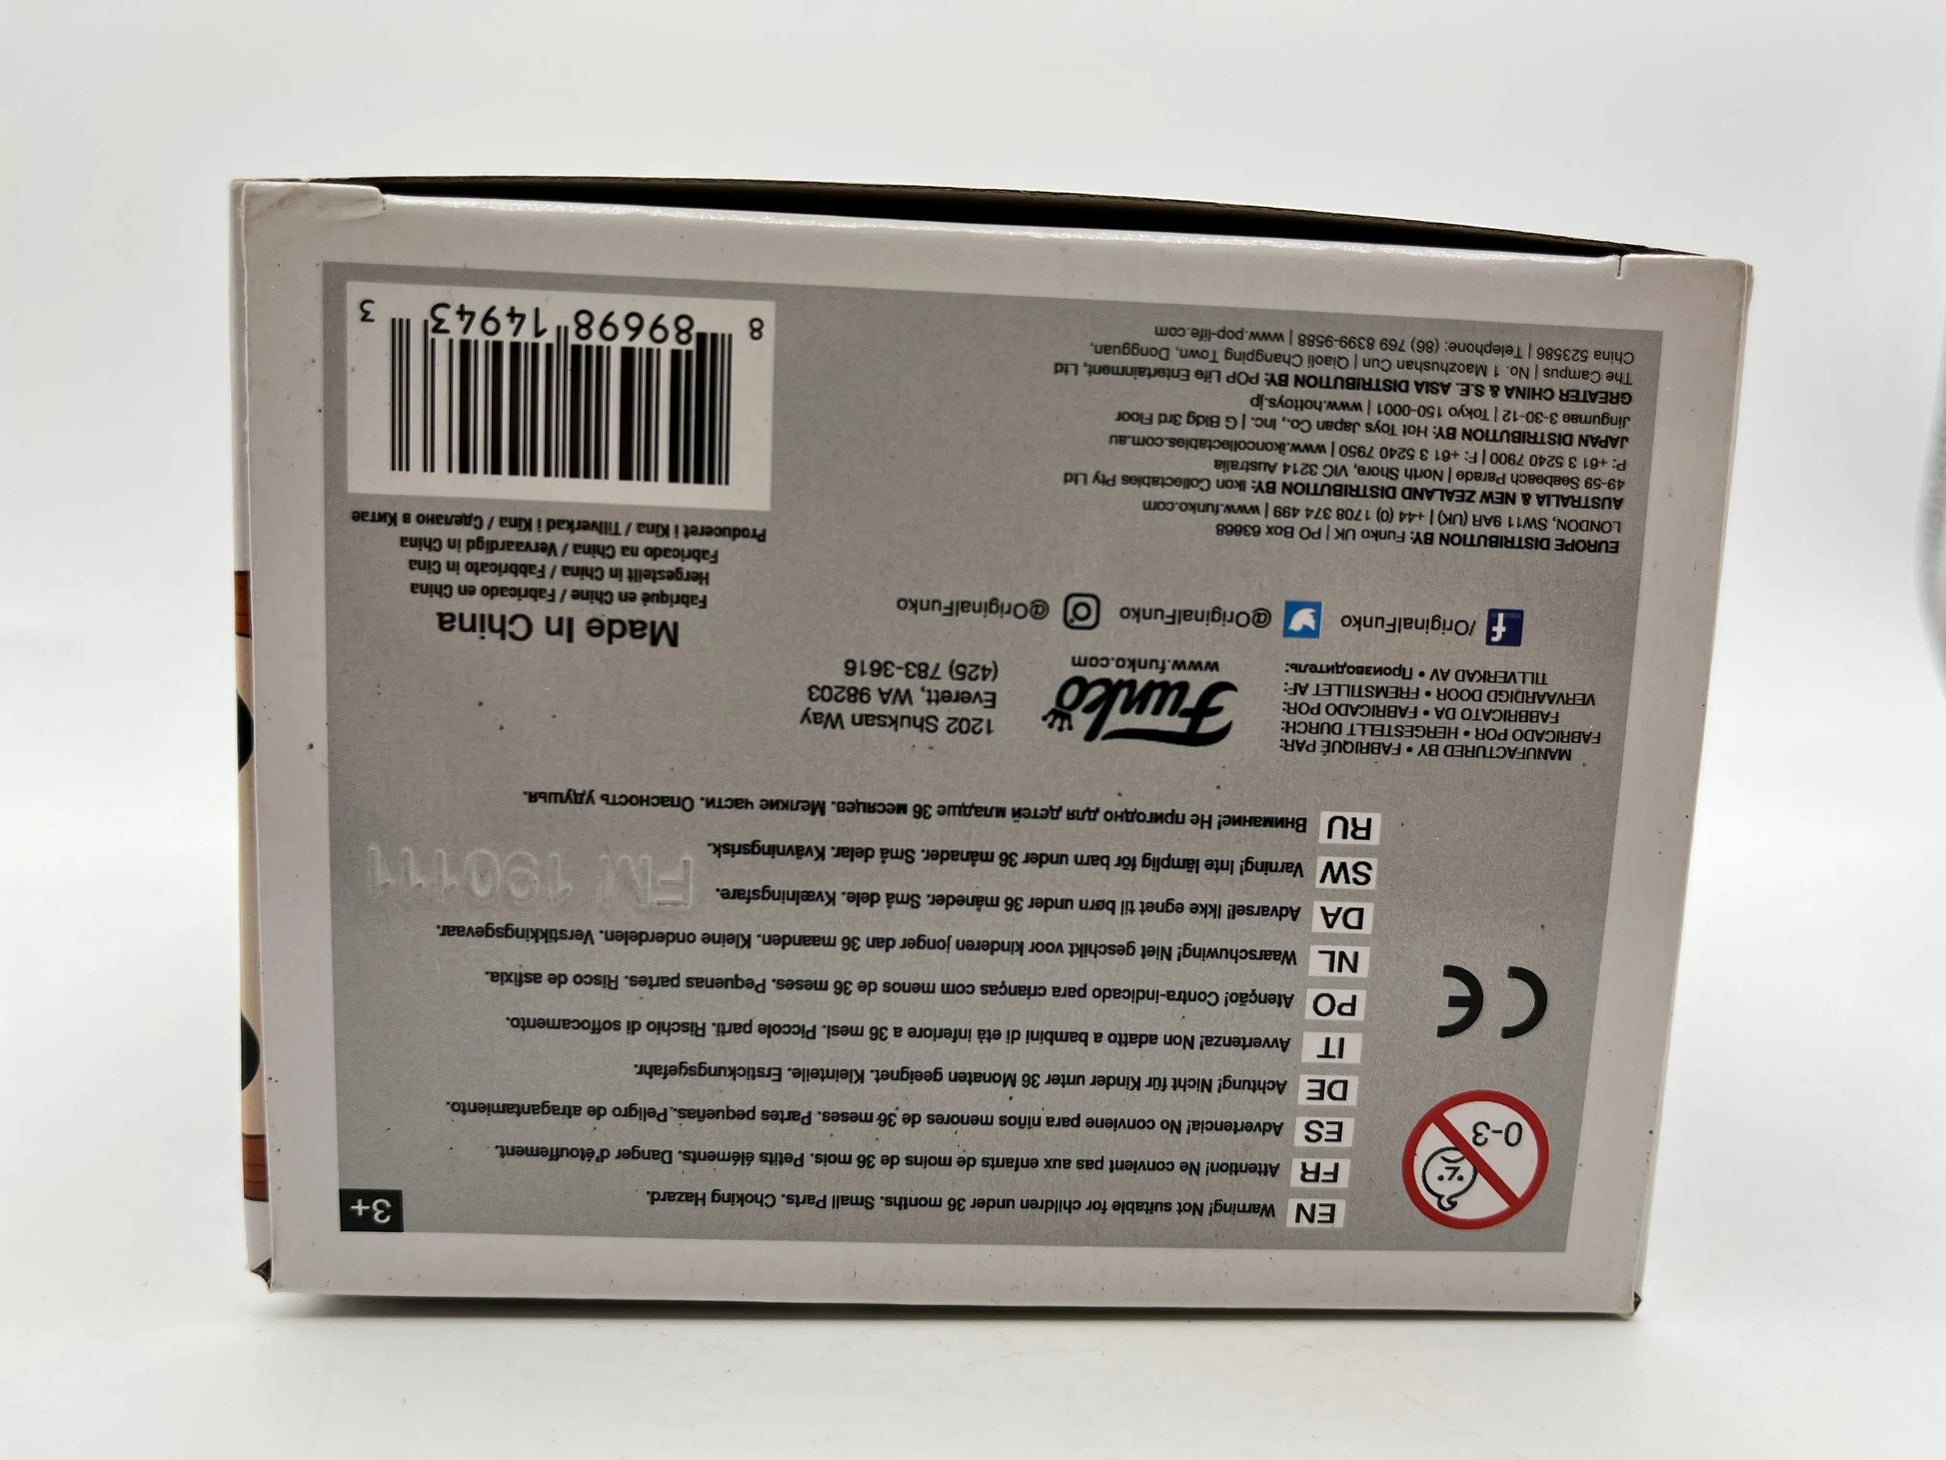 EN Warning! Not suitable for children under 36 months. Small Parts. Choking Hazard.
FR Attention! Ne convient pas aux enfants de moins de 36 mois. Petits éléments. Danger d'étouffement.
ES Advertencia! No conviene para niños menores de 36 meses. Partes pequeñas. Peligro de atragantamiento.
DE Achtung! Nicht für Kinder unter 36 Monaten geeignet. Kleinteile. Erstickungsgefahr.
IT Avvertenza! Non adatto a bambini di età inferiore a 36 mesi. Piccole parti. Rischio di soffocamento.
PO Atenção! Contra-indicado para crianças com menos de 36 meses. Pequenas partes. Risco de asfixia.
NL Waarschuwing! Niet geschikt voor kinderen jonger dan 36 maanden. Kleine onderdelen. Verstikkingsgevaar.
DA Advarsel! Ikke egnet til børn under 36 måneder. Små dele. Kvælningsfare.
SW Varning! Inte lämplig för barn under 36 månader. Små delar. Kvävningsrisk.
RU Внимание! Не пригодно для детей младше 36 месяцев. Мелкие части. Опасность удушья.
3+
0-3
CE
FM 190111
MANUFACTURED BY • FABRIQUÉ PAR:
FABRICADO POR • HERGESTELLT DURCH:
FABBRICATO DA • FABRICADO POR:
VERVAARDIGD DOOR • FREMSTILLET AF:
TILLVERKAD AV • Производитель:
Funko
www.funko.com
1202 Shuksan Way
Everett, WA 98203
(425) 783-3616
/OriginalFunko
@OriginalFunko
@OriginalFunko
Made In China
Fabriqué en Chine / Fabricado en China
Hergestellt in China / Fabbricato in Cina
Fabricado na China / Vervaardigd in China
Produceret i Kina / Tillverkad i Kina / Сделано в Китае
EUROPE DISTRIBUTION BY: Funko UK | PO Box 63668
LONDON, SW11 9AR (UK) | +44 (0) 1708 374 499 | www.funko.com
AUSTRALIA & NEW ZEALAND DISTRIBUTION BY: Ikon Collectables Pty Ltd
49-59 Seabeach Parade | North Shore, VIC 3214 Australia
P: +61 3 5240 7900 | F: +61 3 5240 7950 | www.ikoncollectables.com.au
JAPAN DISTRIBUTION BY: Hot Toys Japan Co., Inc. | G Bldg 3rd Floor
Jingumae 3-30-12 | Tokyo 150-0001 | www.hottoys.jp
GREATER CHINA & S.E. ASIA DISTRIBUTION BY: POP Life Entertainment, Ltd
The Campus | No. 1 Maozhushan Cun | Qiaoli Changping Town, Dongguan,
China 523586 | Telephone: (86) 769 8399-9588 | www.pop-life.com
8 89698 14943 3